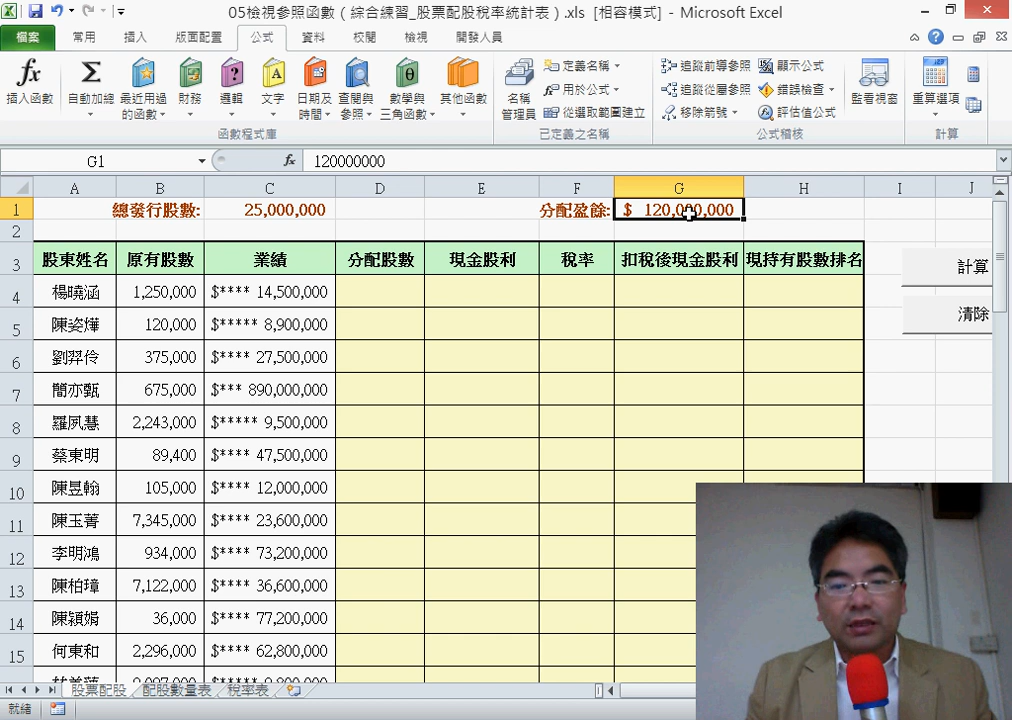 05檢視參照函數(綜合練習_股票配股稅率統計表).xls [相容模式] - Microsoft Excel
檔案 常用 插入 版面配置 公式 資料 校閱 檢視 開發人員
插入函數 自動加總 最近用過的函數 財務 邏輯 文字 日期及時間 查閱與參照 數學與三角函數 其他函數 名稱管理員 定義名稱 用於公式 從選取範圍建立 追蹤前導參照 追蹤從屬參照 移除箭號 顯示公式 錯誤檢查 評估值公式 監看視窗 重算選項
函數程式庫 已定義之名稱 公式稽核 計算
G1 fx 120000000
A B C D E F G H I J
1 總發行股數: 25,000,000 分配盈餘: $ 120,000,000
2
3 股東姓名 原有股數 業績 分配股數 現金股利 稅率 扣稅後現金股利 現持有股數排名
計算
4 楊曉涵 1,250,000 $**** 14,500,000
清除
5 陳姿燁 120,000 $***** 8,900,000
6 劉羿伶 375,000 $**** 27,500,000
7 簡亦甄 675,000 $*** 890,000,000
8 羅夙慧 2,243,000 $***** 9,500,000
9 蔡東明 89,400 $**** 47,500,000
10 陳昱翰 105,000 $**** 12,000,000
11 陳玉菁 7,345,000 $**** 23,600,000
12 李明鴻 934,000 $**** 73,200,000
13 陳柏璋 7,122,000 $**** 36,600,000
14 陳穎娟 36,000 $**** 77,200,000
15 何東和 2,296,000 $**** 62,800,000
股票配股 配股數量表 稅率表
就緒